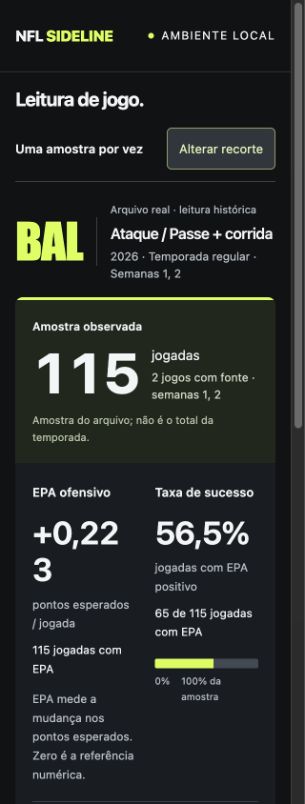 NFL SIDELINE
AMBIENTE LOCAL
Leitura de jogo.
Uma amostra por vez
Alterar recorte
BAL
Arquivo real · leitura histórica
Ataque / Passe + corrida
2026 · Temporada regular ·
Semanas 1, 2
Amostra observada
115
jogadas
2 jogos com fonte ·
semanas 1, 2
Amostra do arquivo; não é o total da
temporada.
EPA ofensivo
+0,22
3
pontos esperados
/ jogada
115 jogadas com
EPA
EPA mede a
mudança nos
pontos esperados.
Zero é a referência
numérica.
Taxa de sucesso
56,5%
jogadas com EPA
positivo
65 de 115 jogadas
com EPA
0%
100% da
amostra